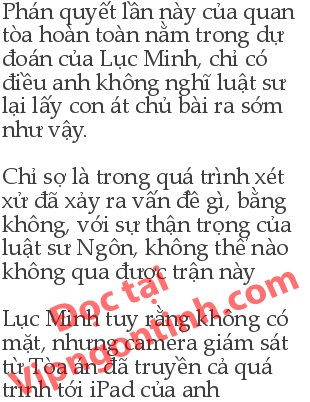 Phán quyết lần này của quan
tòa hoàn toàn nằm trong dự
đoán của Lục Minh, chỉ có
điều anh không nghĩ luật sư
lại lấy con át chủ bài ra sớm
như vậy.
Chỉ sợ là trong quá trình xét
xử đã xảy ra vấn đề gì, bằng
không, với sự thận trọng của
luật sư Ngôn, không thể nào
không qua được trận này
Lục Minh tuy rằng không có
mặt, nhưng camera giám sát
từ Tòa án đã truyền cả quá
trình tới iPad của anh
Đọc tại
Vipngontinh.com